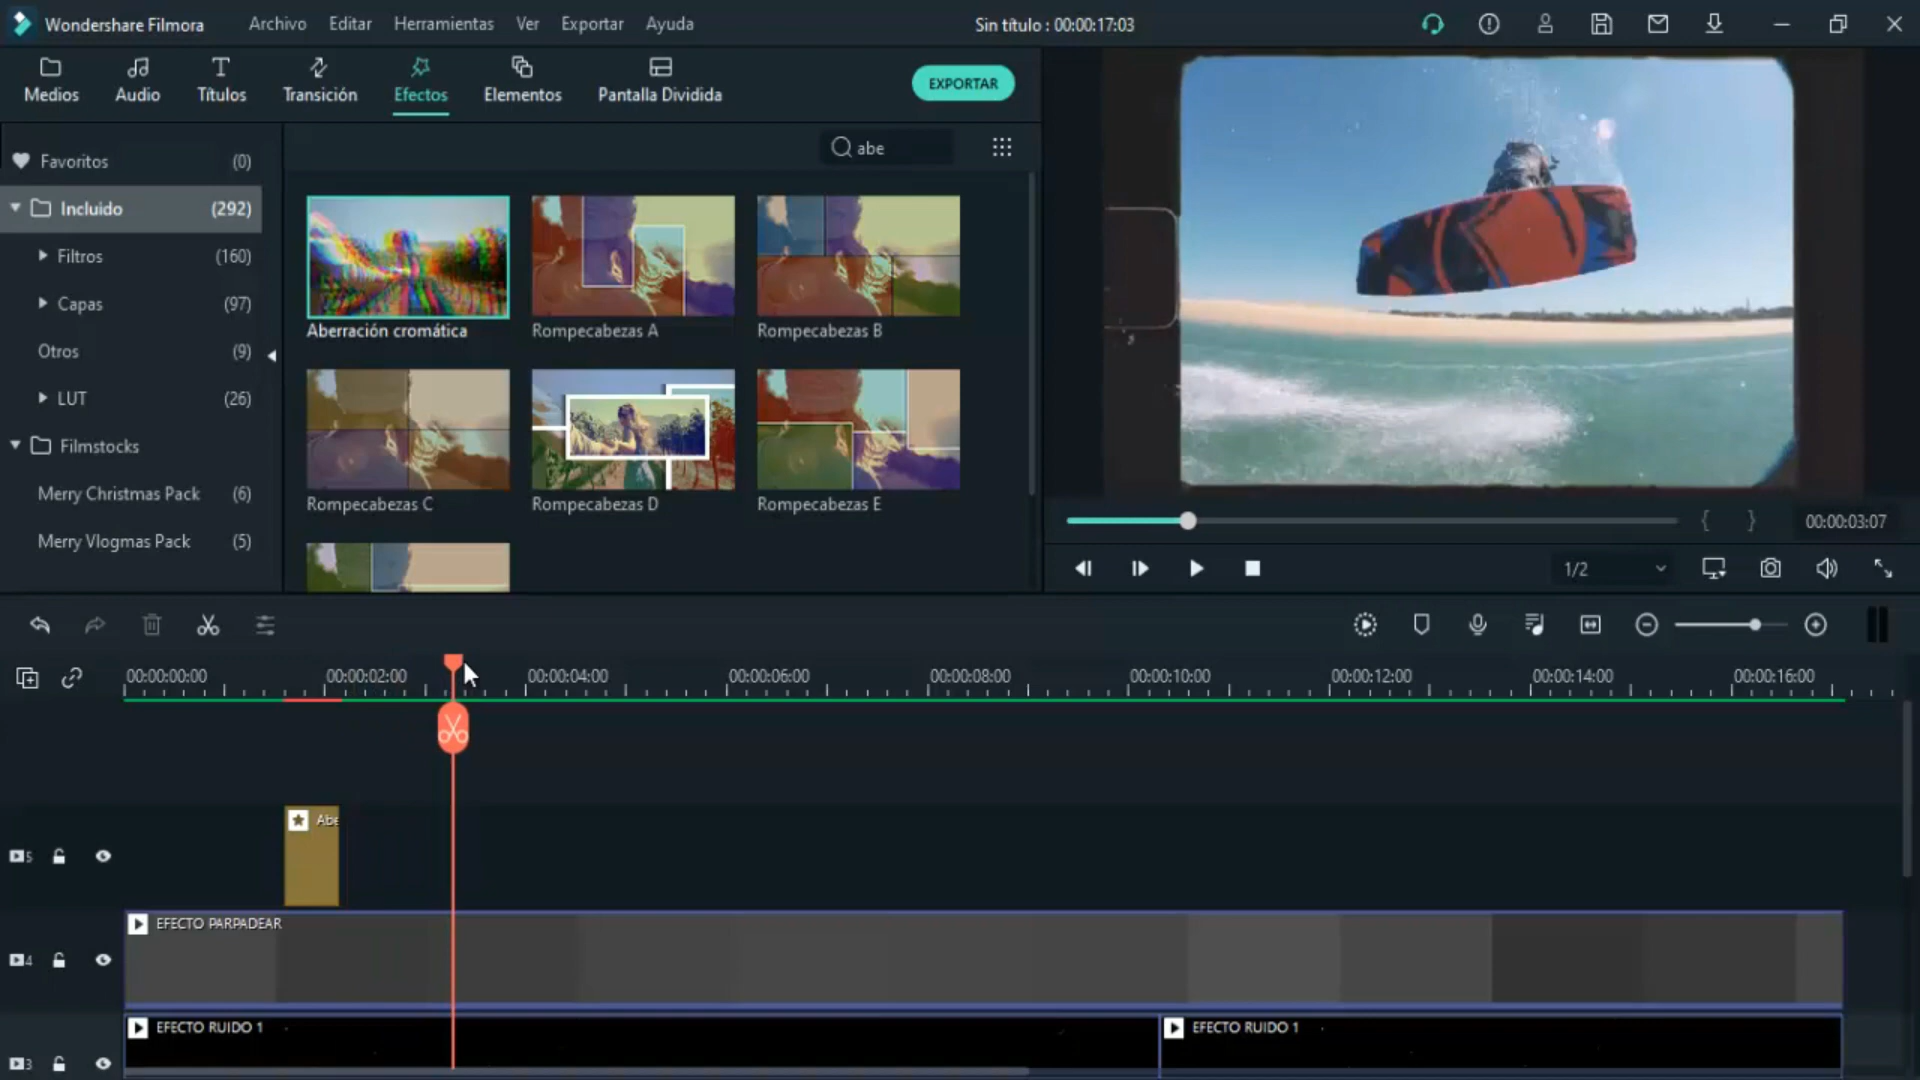 Wondershare Filmora
Archivo
Editar
Herramientas
Ver
Exportar
Ayuda
Sin título : 00:00:17:03
Medios
Audio
Títulos
Transición
Efectos
Elementos
Pantalla Dividida
EXPORTAR
Favoritos (0)
Incluido (292)
Filtros (160)
Capas (97)
Otros (9)
LUT (26)
Filmstocks
Merry Christmas Pack (6)
Merry Vlogmas Pack (5)
abe
Aberración cromática
Rompecabezas A
Rompecabezas B
Rompecabezas C
Rompecabezas D
Rompecabezas E
{ }
00:00:03:07
1/2
00:00:00:00
00:00:02:00
00:00:04:00
00:00:06:00
00:00:08:00
00:00:10:00
00:00:12:00
00:00:14:00
00:00:16:00
5
Abe
4
EFECTO PARPADEAR
3
EFECTO RUIDO 1
EFECTO RUIDO 1